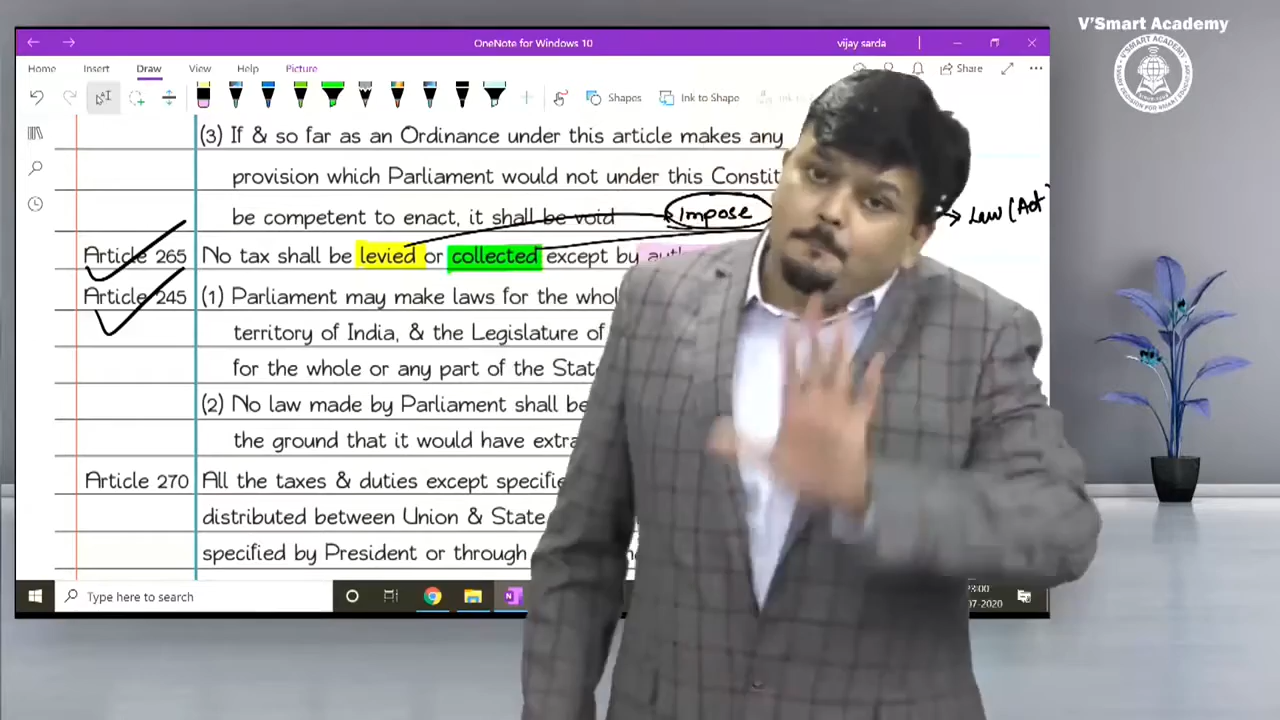 V'Smart Academy
OneNote for Windows 10
vijay sarda
Home Insert Draw View Help Picture
Share
Shapes Ink to Shape
(3) If & so far as an Ordinance under this article makes any
provision which Parliament would not under this Constit
be competent to enact, it shall be void
Impose
Law (Act)
Article 265 No tax shall be levied or collected except by
Article 245 (1) Parliament may make laws for the whol
territory of India, & the Legislature of
for the whole or any part of the Stat
(2) No law made by Parliament shall be
the ground that it would have extra
Article 270 All the taxes & duties except specifie
distributed between Union & State
specified by President or through
Type here to search